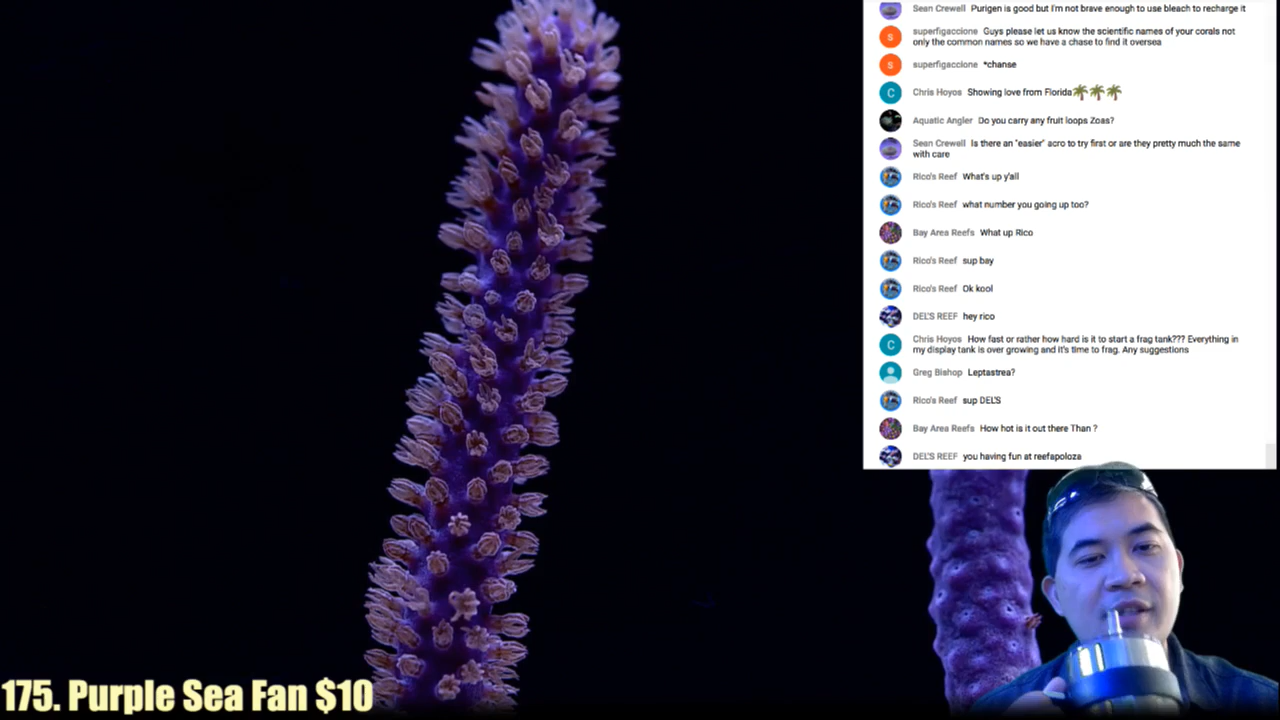 Sean Crewell Purigen is good but I'm not brave enough to use bleach to recharge it
S
superfigaccione Guys please let us know the scientific names of your corals not
only the common names so we have a chase to find it oversea
S
superfigaccione *chanse
C
Chris Hoyos Showing love from Florida🌴🌴🌴
Aquatic Angler Do you carry any fruit loops Zoas?
Sean Crewell Is there an "easier" acro to try first or are they pretty much the same
with care
Rico's Reef What's up y'all
Rico's Reef what number you going up too?
Bay Area Reefs What up Rico
Rico's Reef sup bay
Rico's Reef Ok kool
DEL'S REEF hey rico
C
Chris Hoyos How fast or rather how hard is it to start a frag tank??? Everything in
my display tank is over growing and it's time to frag. Any suggestions
Greg Bishop Leptastrea?
Rico's Reef sup DEL'S
Bay Area Reefs How hot is it out there Than ?
DEL'S REEF you having fun at reefapoloza
175. Purple Sea Fan $10